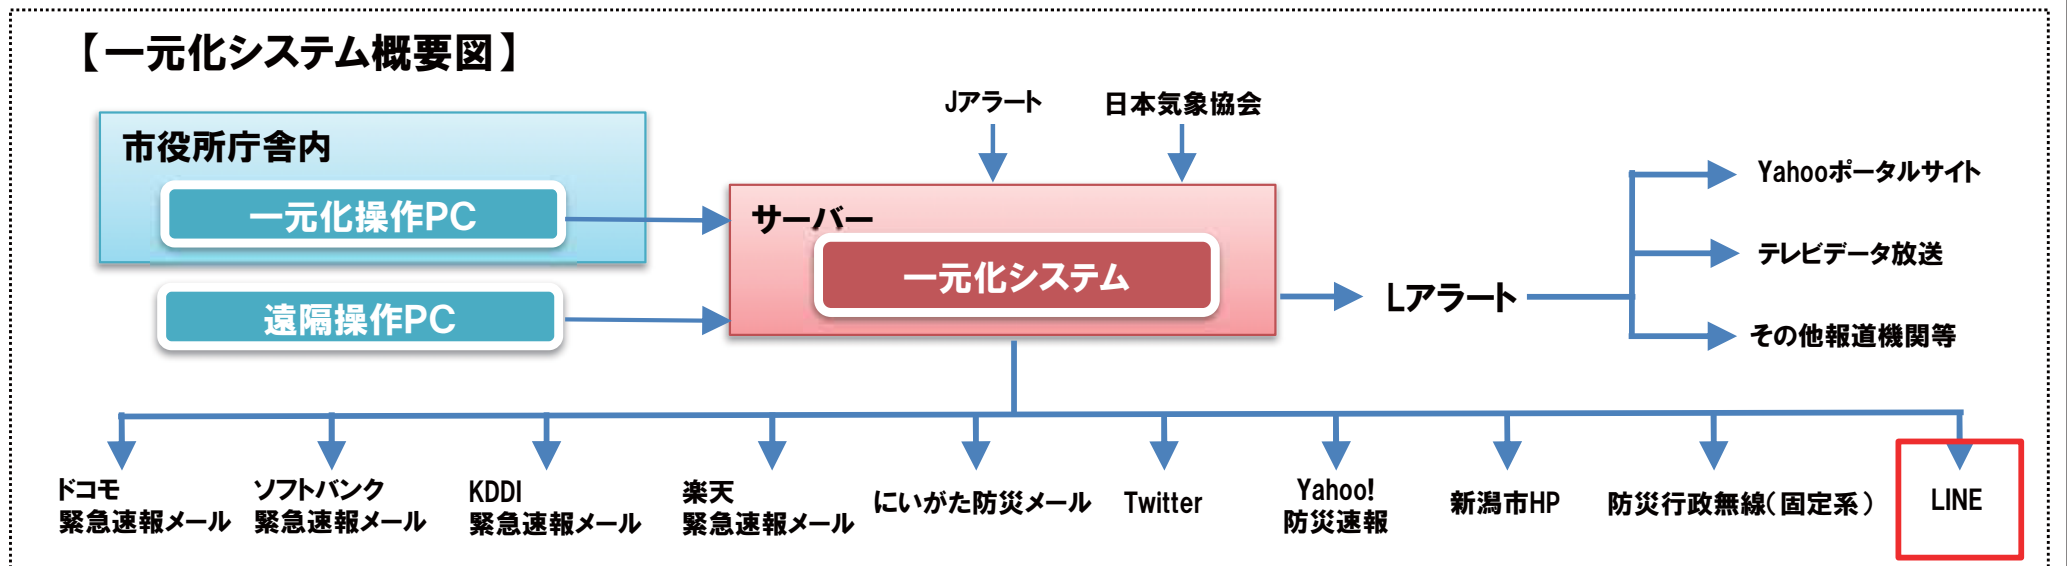 【一元化システム概要図】
Jアラート
日本気象協会
市役所庁舎内
一元化操作PC
遠隔操作PC
サーバー
一元化システム
Lアラート
Yahooポータルサイト
テレビデータ放送
その他報道機関等
ドコモ
緊急速報メール
ソフトバンク
緊急速報メール
KDDI
緊急速報メール
楽天
緊急速報メール
にいがた防災メール
Twitter
Yahoo!
防災速報
新潟市HP
防災行政無線(固定系)
LINE